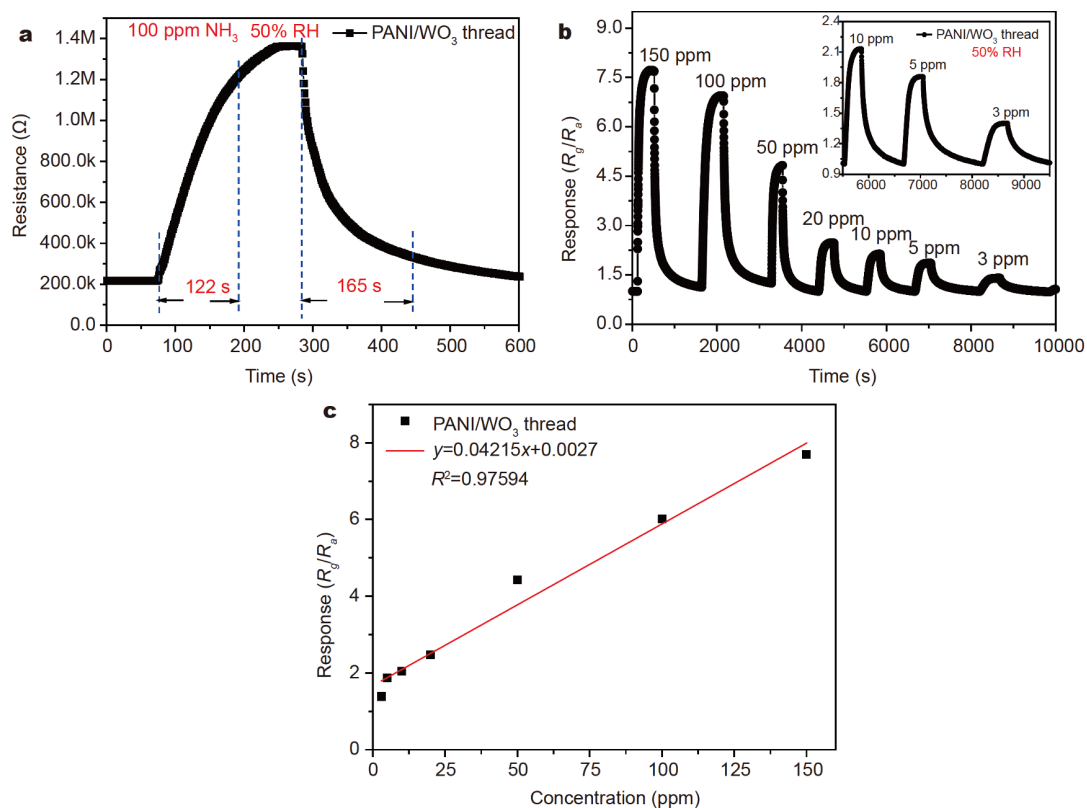 a
100 ppm NH₃ 50% RH
PANI/WO₃ thread
1.4M
1.2M
1.0M
800.0k
600.0k
400.0k
200.0k
0.0
122 s
165 s
0 100 200 300 400 500 600
Time (s)
Resistance (Ω)
b
150 ppm
100 ppm
50 ppm
20 ppm
10 ppm
5 ppm
3 ppm
9.0
7.5
6.0
4.5
3.0
1.5
0 2000 4000 6000 8000 10000
Time (s)
Response (Rg/Ra)
2.4
2.1
1.8
1.5
1.2
0.9
10 ppm
5 ppm
3 ppm
PANI/WO₃ thread
50% RH
6000 7000 8000 9000
c
PANI/WO₃ thread
y=0.04215x+0.0027
R²=0.97594
8
6
4
2
0
0 25 50 75 100 125 150
Concentration (ppm)
Response (Rg/Ra)